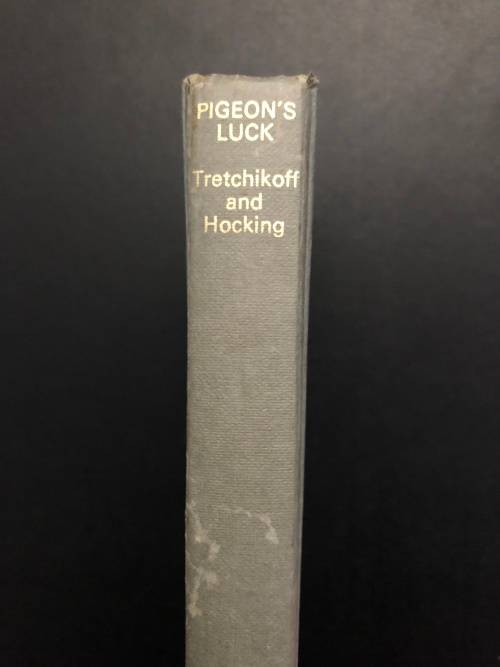 PIGEON'S
LUCK
Tretchikoff
and
Hocking